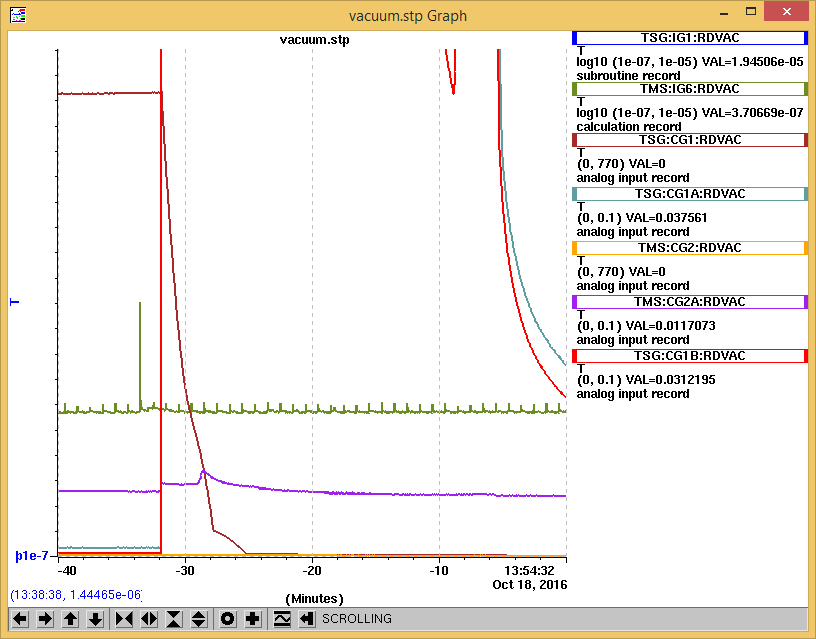 vacuum.stp Graph
vacuum.stp
T
þ1e-7
-40
-30
-20
-10
13:54:32
Oct 18, 2016
(13:38:38, 1.44465e-06)
(Minutes)
TSG:IG1:RDVAC
T
log10 (1e-07, 1e-05) VAL=1.94506e-05
subroutine record
TMS:IG6:RDVAC
T
log10 (1e-07, 1e-05) VAL=3.70669e-07
calculation record
TSG:CG1:RDVAC
T
(0, 770) VAL=0
analog input record
TSG:CG1A:RDVAC
T
(0, 0.1) VAL=0.037561
analog input record
TMS:CG2:RDVAC
T
(0, 770) VAL=0
analog input record
TMS:CG2A:RDVAC
T
(0, 0.1) VAL=0.0117073
analog input record
TSG:CG1B:RDVAC
T
(0, 0.1) VAL=0.0312195
analog input record
SCROLLING